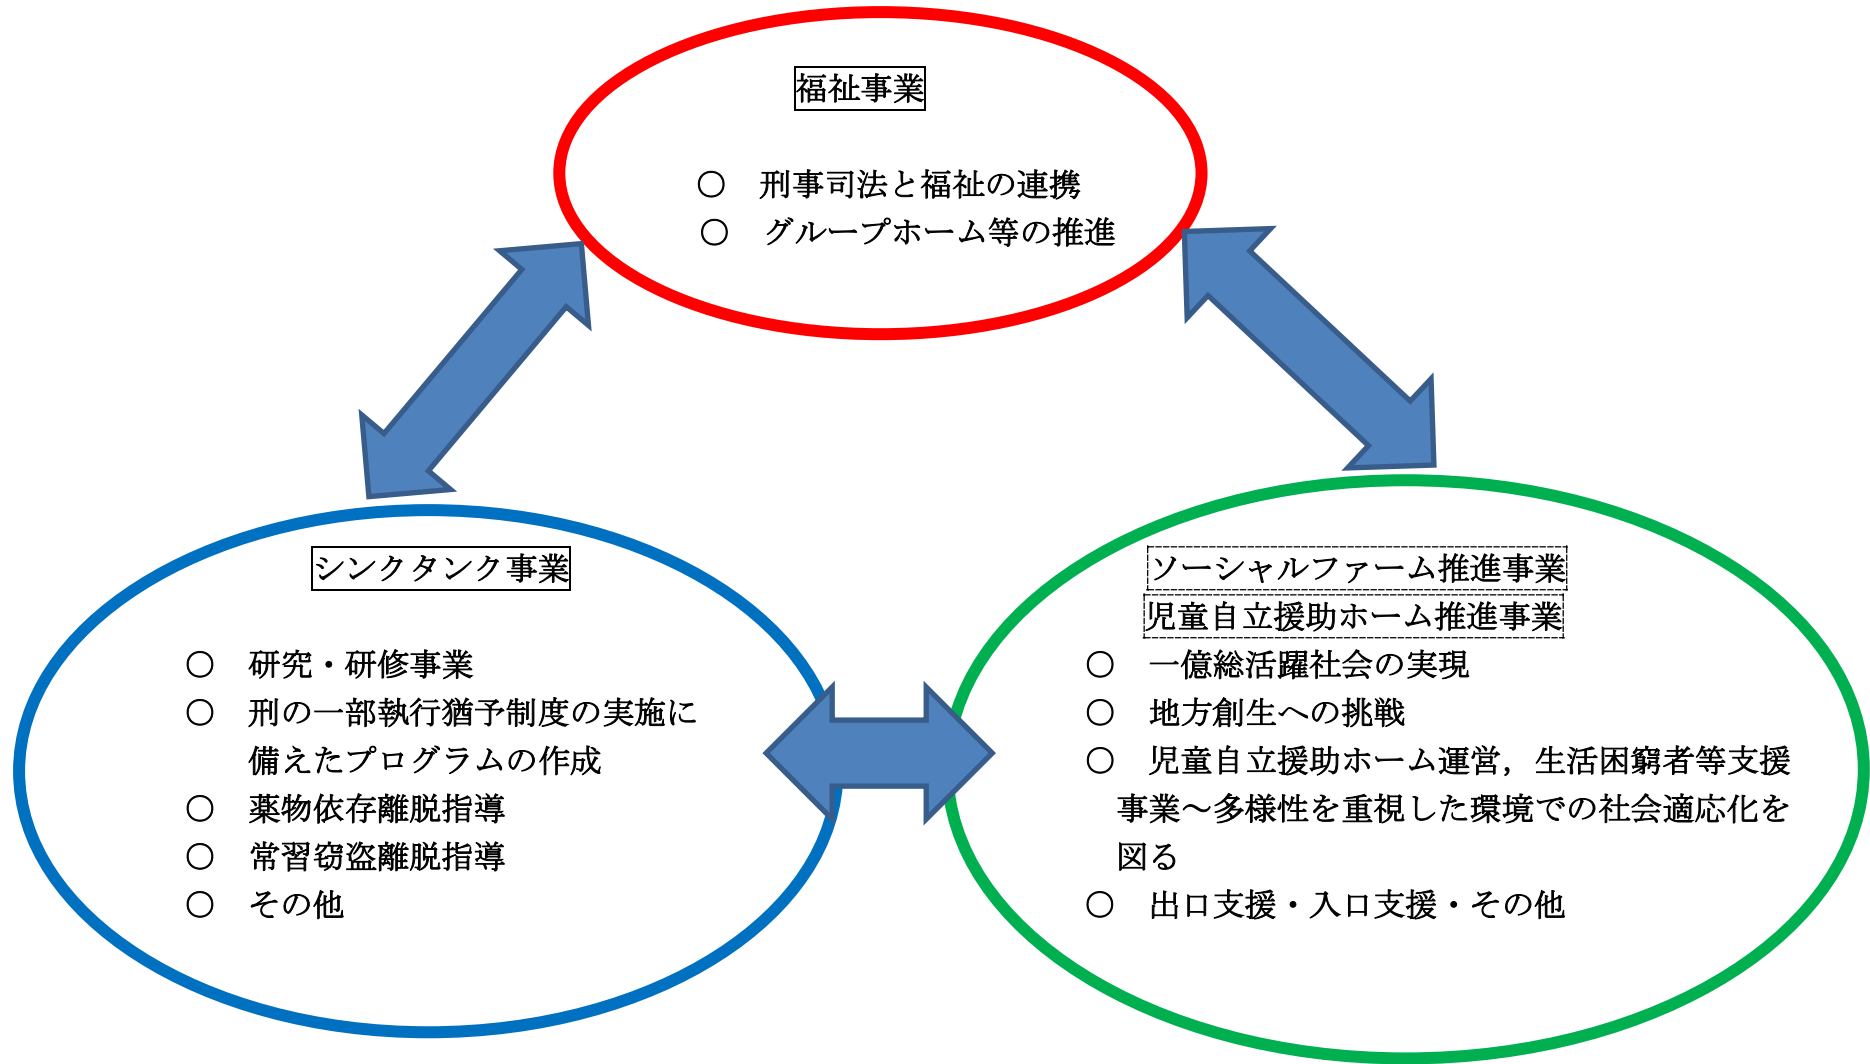 福祉事業
〇　刑事司法と福祉の連携
〇　グループホーム等の推進
シンクタンク事業
〇　研究・研修事業
〇　刑の一部執行猶予制度の実施に
備えたプログラムの作成
〇　薬物依存離脱指導
〇　常習窃盗離脱指導
〇　その他
ソーシャルファーム推進事業
児童自立援助ホーム推進事業
〇　一億総活躍社会の実現
〇　地方創生への挑戦
〇　児童自立援助ホーム運営，生活困窮者等支援
事業～多様性を重視した環境での社会適応化を
図る
〇　出口支援・入口支援・その他